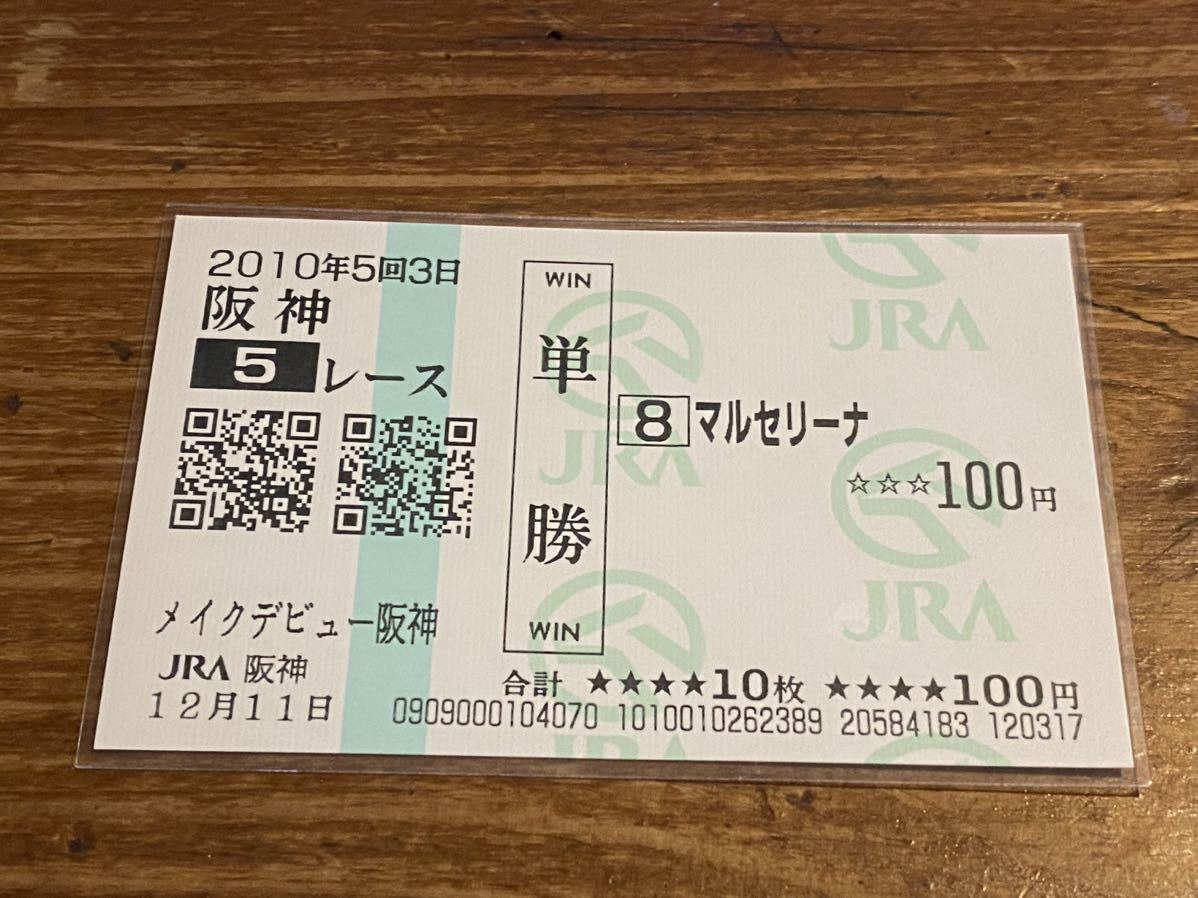 2010年5回3日
阪神
5レース
メイクデビュー阪神
JRA 阪神
12月11日
WIN
単勝
WIN
8 マルセリーナ
☆☆☆100円
合計 ★★★★10枚 ★★★★100円
0909000104070 1010010262389 20584183 120317
JRA
JRA
JRA
JRA